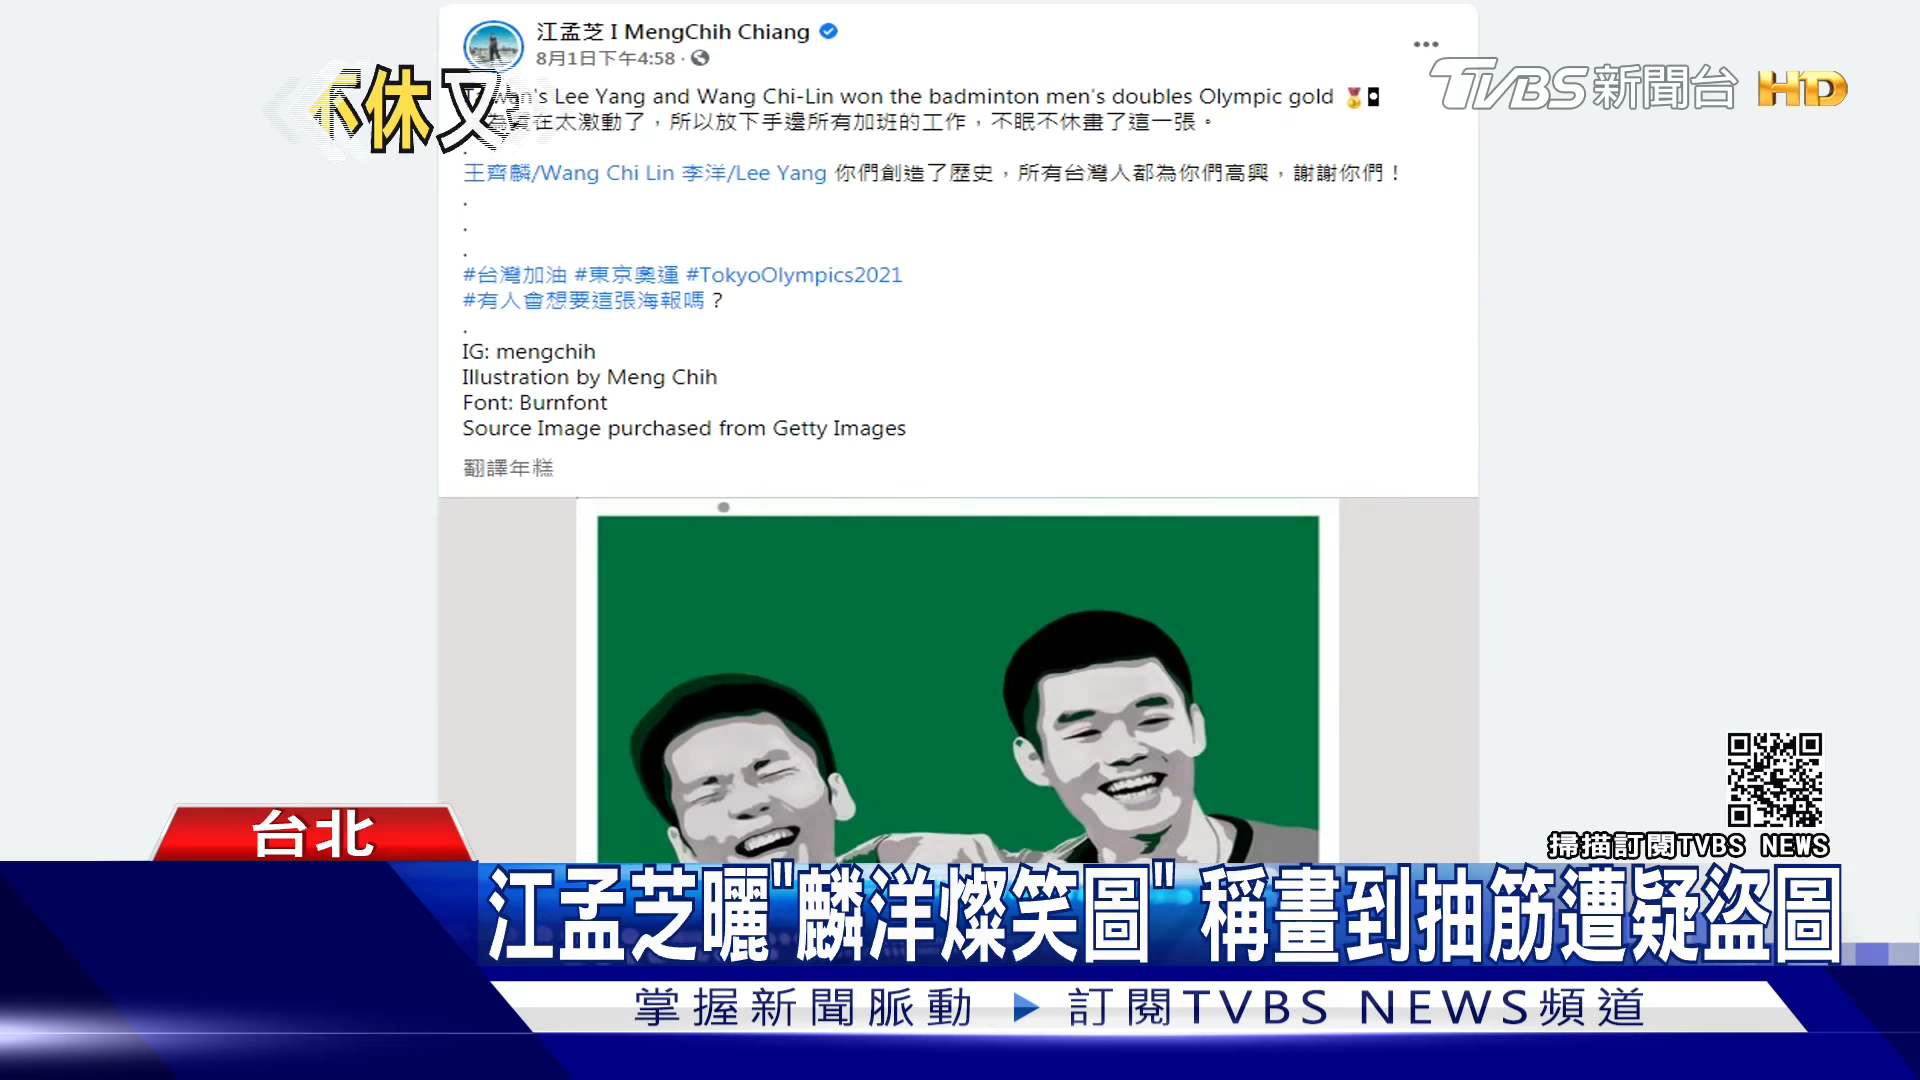 江孟芝 I MengChih Chiang
8月1日下午4:58 ·
不休又
's Lee Yang and Wang Chi-Lin won the badminton men's doubles Olympic gold
在太激動了，所以放下手邊所有加班的工作，不眠不休畫了這一張。
.
王齊麟/Wang Chi Lin 李洋/Lee Yang 你們創造了歷史，所有台灣人都為你們高興，謝謝你們！
.
.
.
#台灣加油 #東京奧運 #TokyoOlympics2021
#有人會想要這張海報嗎？
.
IG: mengchih
Illustration by Meng Chih
Font: Burnfont
Source Image purchased from Getty Images
翻譯年糕
TVBS新聞台 HD
掃描訂閱TVBS NEWS
台北
江孟芝曬"麟洋燦笑圖" 稱畫到抽筋遭疑盜圖
掌握新聞脈動 ▶ 訂閱TVBS NEWS頻道